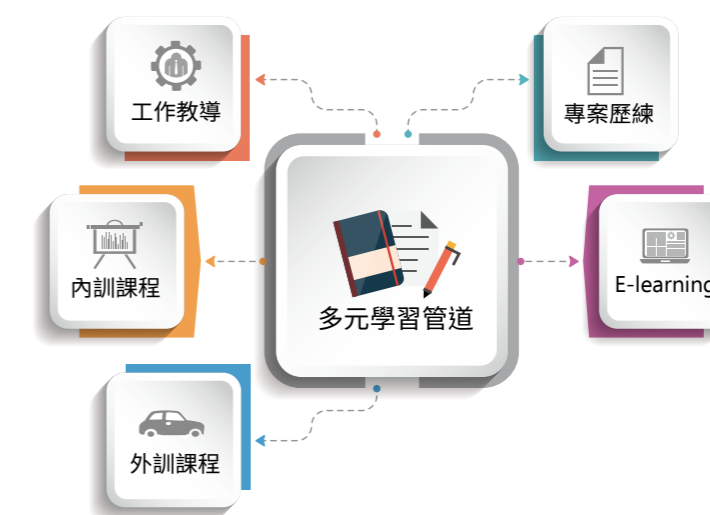 工作教導
專案歷練
內訓課程
多元學習管道
E-learning
外訓課程